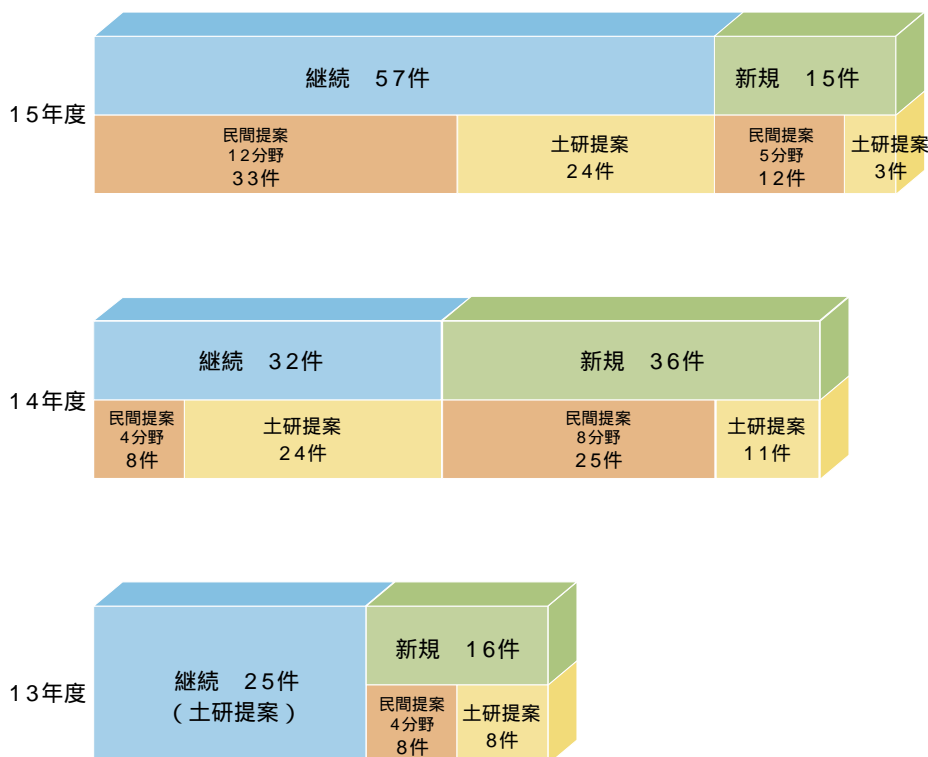 15年度
継続　57件
新規　15件
民間提案
12分野
33件
土研提案
24件
民間提案
5分野
12件
土研提案
3件
14年度
継続　32件
新規　36件
民間提案
4分野
8件
土研提案
24件
民間提案
8分野
25件
土研提案
11件
13年度
継続　25件
（土研提案）
新規　16件
民間提案
4分野
8件
土研提案
8件